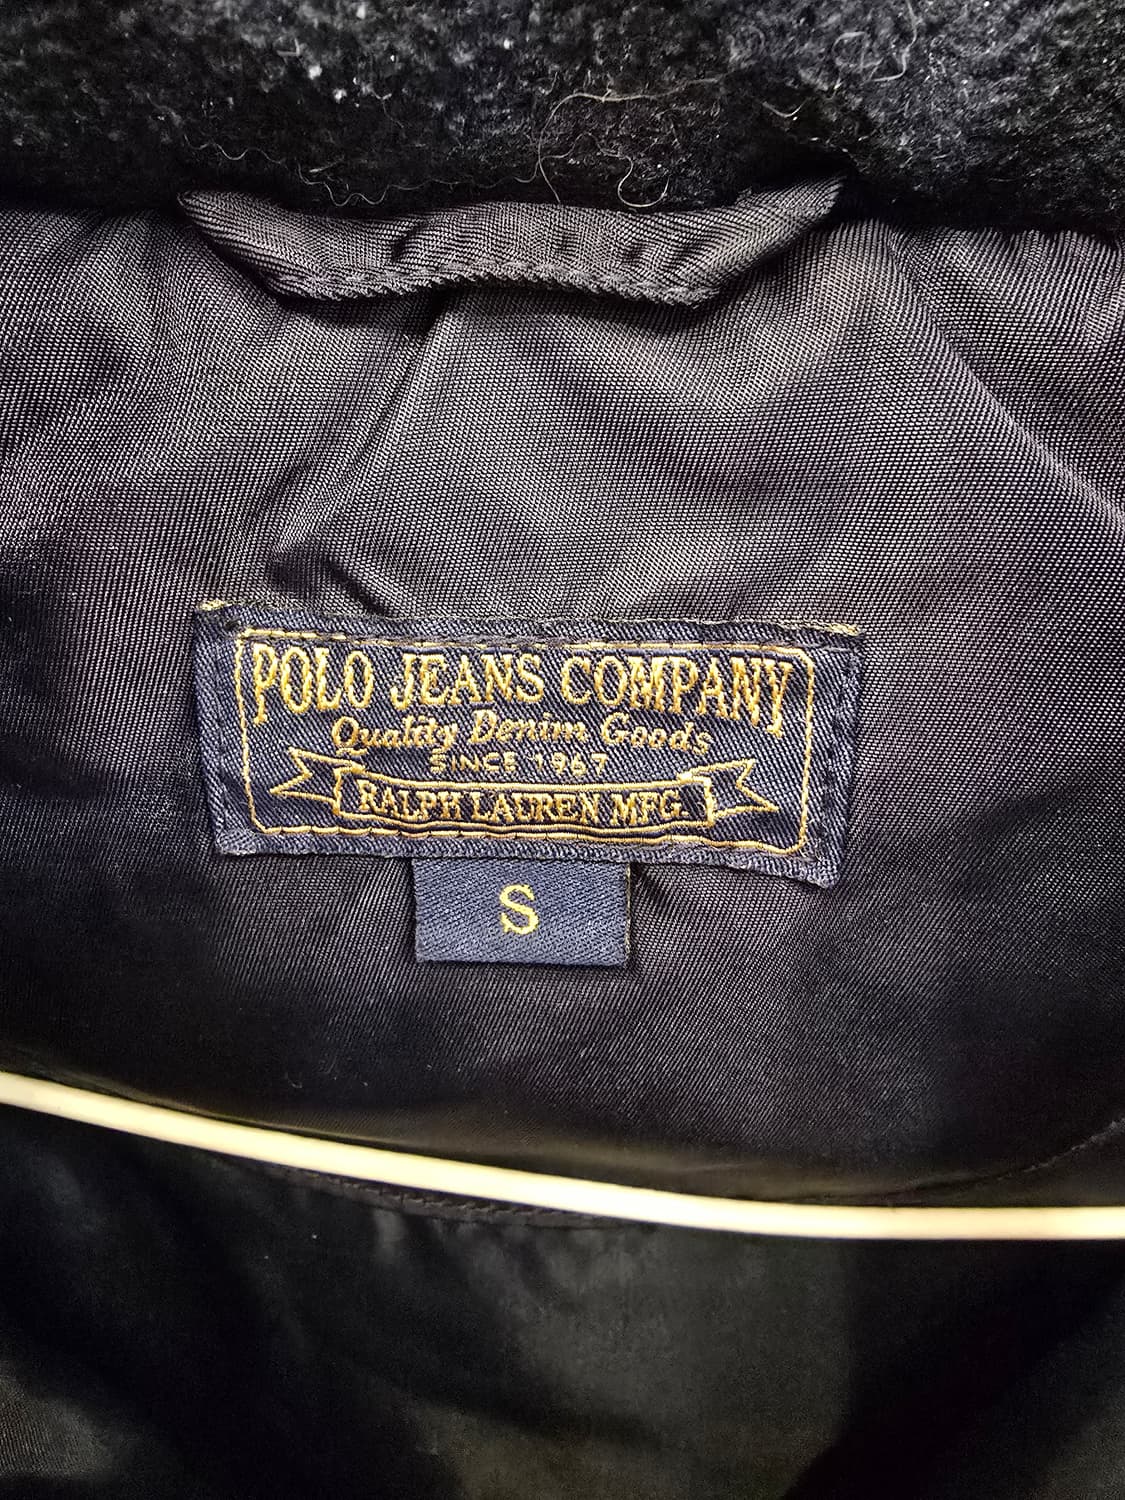 POLO JEANS COMPANY
Quality Denim Goods
SINCE 1967
RALPH LAUREN MFG
S